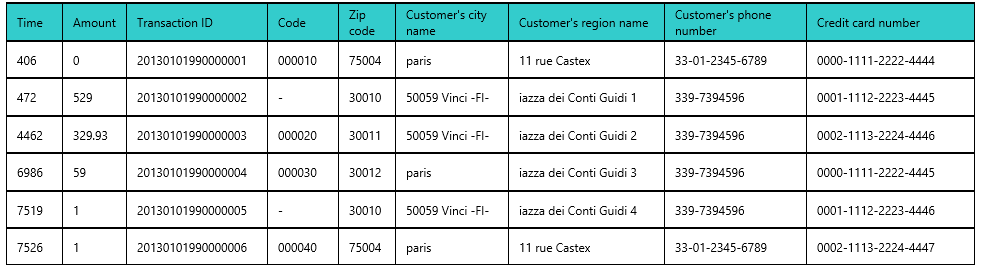 Time Amount Transaction ID Code Zip code Customer's city name Customer's region name Customer's phone number Credit card number
406 0 20130101990000001 000010 75004 paris 11 rue Castex 33-01-2345-6789 0000-1111-2222-4444
472 529 20130101990000002 - 30010 50059 Vinci -FI- iazza dei Conti Guidi 1 339-7394596 0001-1112-2223-4445
4462 329.93 20130101990000003 000020 30011 50059 Vinci -FI- iazza dei Conti Guidi 2 339-7394596 0002-1113-2224-4446
6986 59 20130101990000004 000030 30012 paris iazza dei Conti Guidi 3 339-7394596 0000-1111-2222-4445
7519 1 20130101990000005 - 30010 50059 Vinci -FI- iazza dei Conti Guidi 4 339-7394596 0001-1112-2223-4446
7526 1 20130101990000006 000040 75004 paris 11 rue Castex 33-01-2345-6789 0002-1113-2224-4447